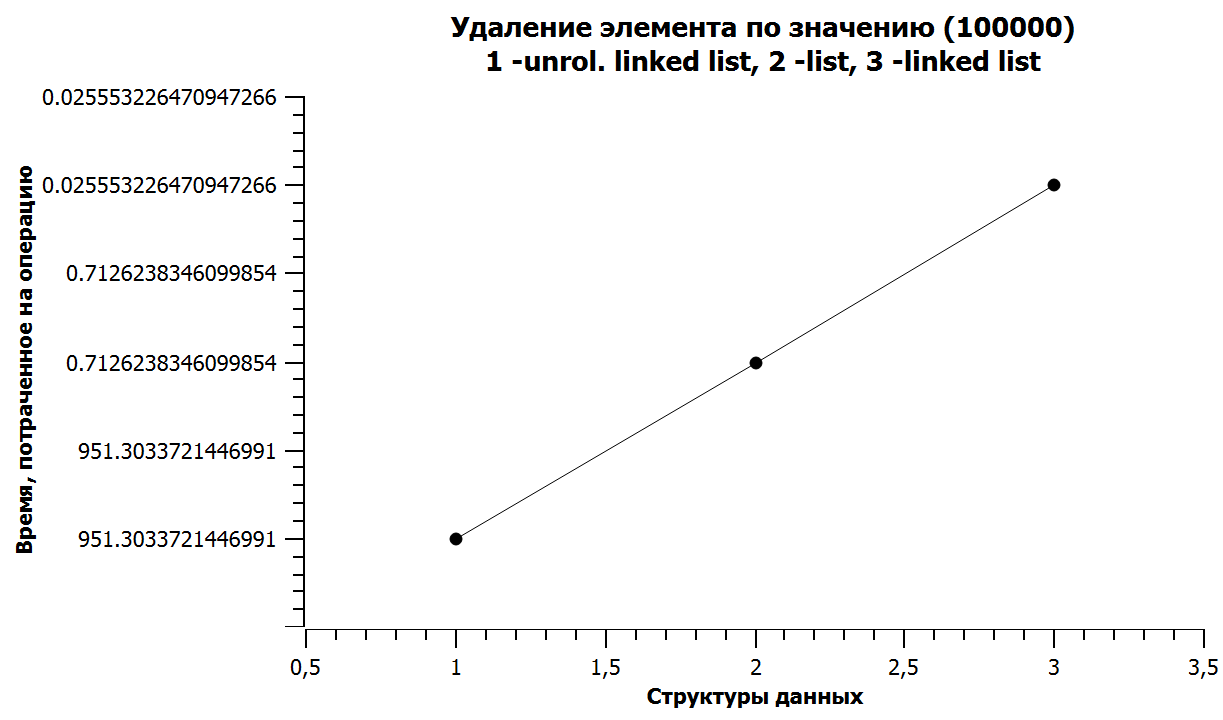 Удаление элемента по значению (100000)
1 -unrol. linked list, 2 -list, 3 -linked list
Время, потраченное на операцию
0.025553226470947266
0.025553226470947266
0.7126238346099854
0.7126238346099854
951.3033721446991
951.3033721446991
0,5 1 1,5 2 2,5 3 3,5
Структуры данных